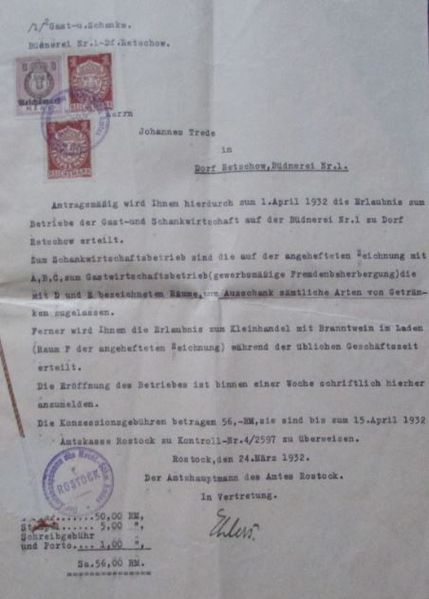 Gast-u.Schankw.
Büdnerei Nr.1-Df.Retschow.
Reichsmark
Herrn
Johannes Trede
in
Dorf Retschow,Büdnerei Nr.1.
Antragsmäßig wird Ihnen hierdurch zum 1.April 1932 die Erlaubnis zum
Betriebe der Gast-und Schankwirtschaft auf der Büdnerei Nr.1 zu Dorf
Retschow erteilt.
Zum Schankwirtschaftsbetrieb sind die auf der angehefteten Zeichnung mit
A,B,C,zum Gastwirtschaftsbetrieb(gewerbsmäßige Fremdenbeherbergung)die
mit D und E bezeichneten Räume,zum Ausschank sämtliche Arten von Geträn-
ken zugelassen.
Ferner wird Ihnen die Erlaubnis zum Kleinhandel mit Branntwein im Laden
(Raum F der angehefteten Zeichnung) während der üblichen Geschäftszeit
erteilt.
Die Eröffnung des Betriebes ist binnen einer Woche schriftlich hierher
anzumelden.
Die Konzessionsgebühren betragen 56,-RM,sie sind bis zum 15.April 1932
Amtskasse Rostock zu Kontroll-Nr.4/2597 zu überweisen.
Rostock,den 24.März 1932.
Der Amtshauptmann des Amtes Rostock.
In Vertretung.
Ehlers.
ROSTOCK
50,00 RM,
5,00 ",
Schreibgebühr
und Porto.... 1,00 ",
Sa.56,00 RM.